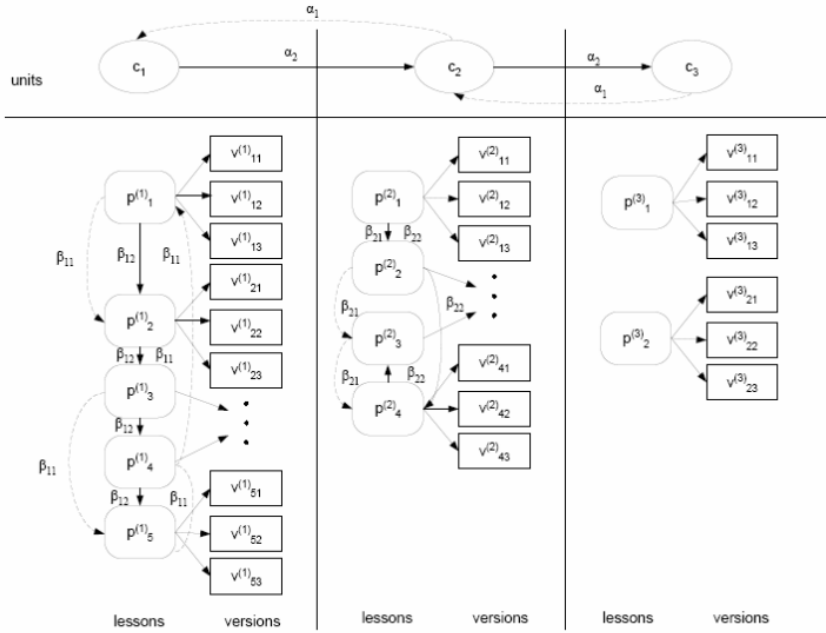 α1
c1 α2 c2 α2 c3
α1
units
p(1)1 v(1)11
v(1)12
v(1)13
β11 β12 β11
p(1)2 v(1)21
v(1)22
v(1)23
β12 β11
p(1)3
β12
β11 p(1)4
β12 β11
p(1)5 v(1)51
v(1)52
v(1)53
lessons versions
p(2)1 v(2)11
v(2)12
v(2)13
β21 β22
p(2)2
β21 β22
p(2)3
β21 β22
p(2)4 v(2)41
v(2)42
v(2)43
lessons versions
p(3)1 v(3)11
v(3)12
v(3)13
p(3)2 v(3)21
v(3)22
v(3)23
lessons versions